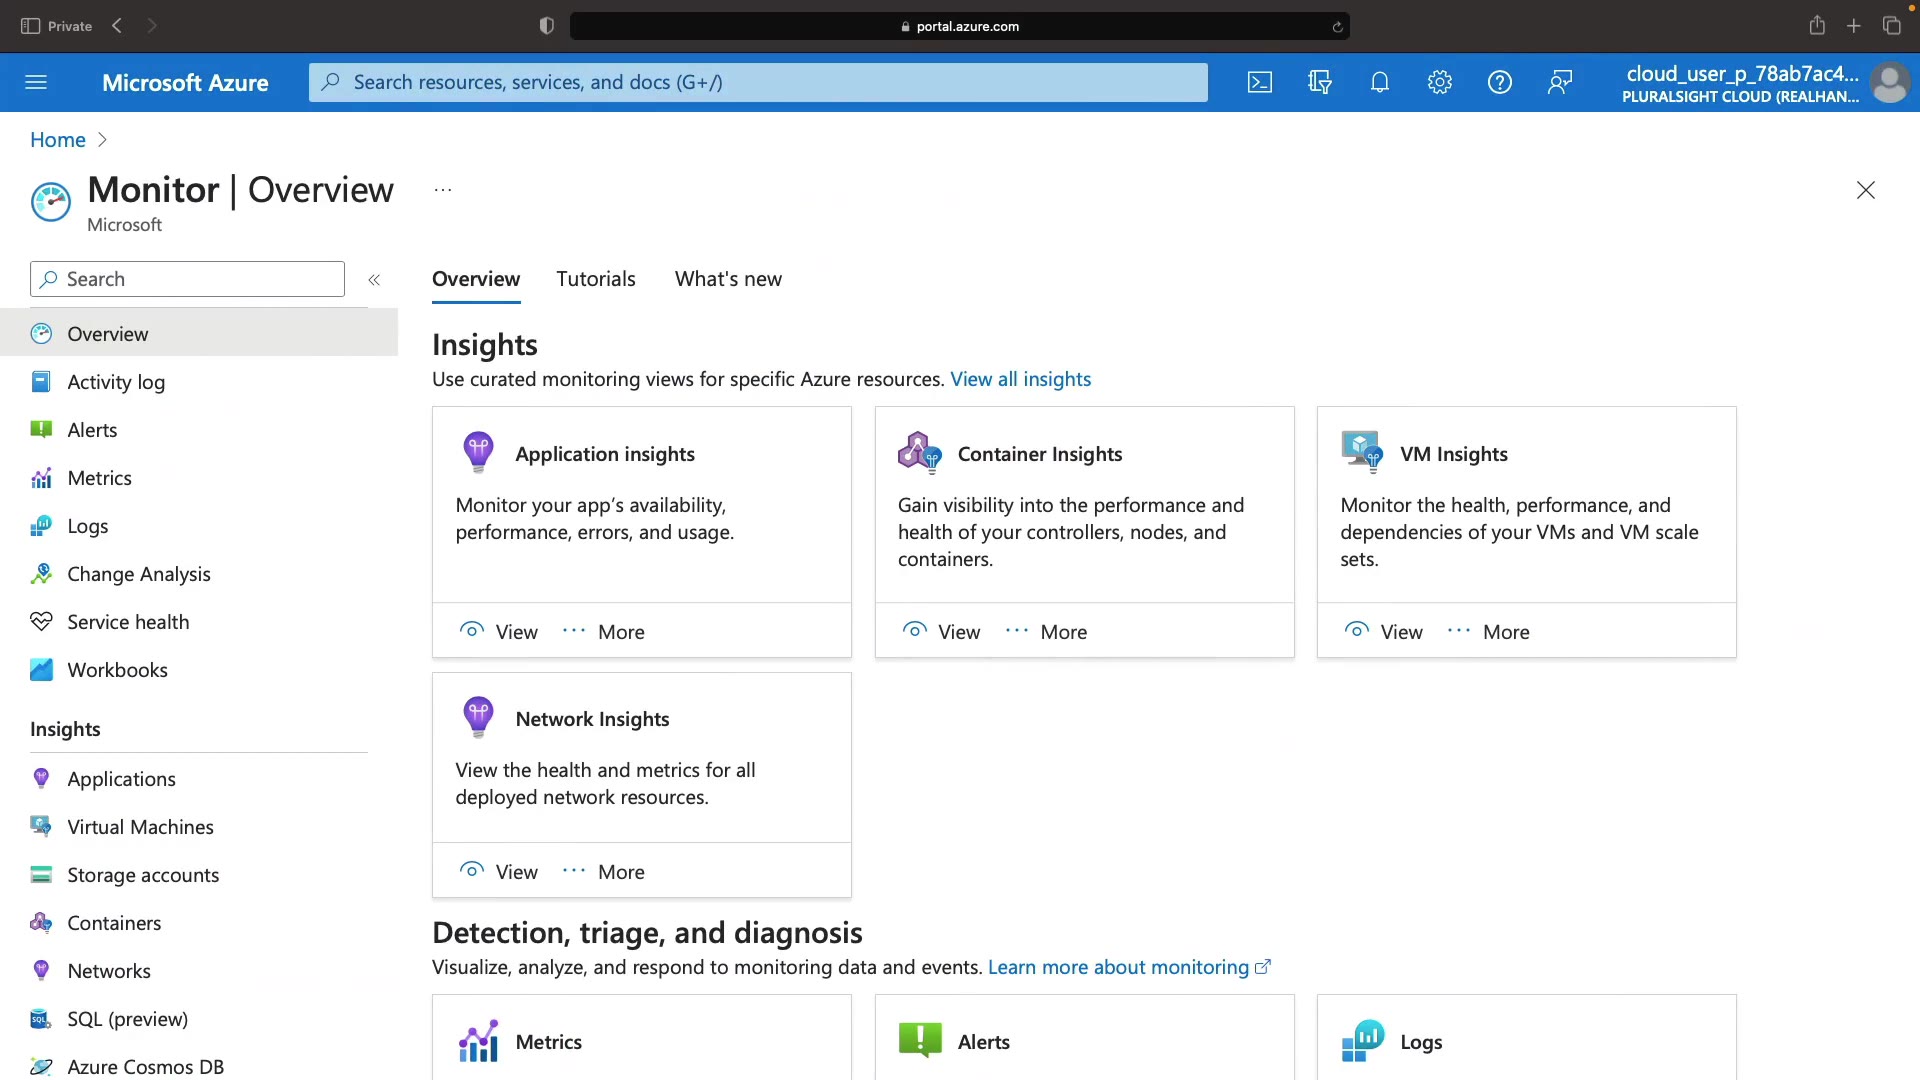 Private
portal.azure.com
Microsoft Azure
Search resources, services, and docs (G+/)
cloud_user_p_78ab7ac4...
PLURALSIGHT CLOUD (REALHAN...
Home
Monitor | Overview
...
Microsoft
Search
«
Overview
Activity log
Alerts
Metrics
Logs
Change Analysis
Service health
Workbooks
Insights
Applications
Virtual Machines
Storage accounts
Containers
Networks
SQL (preview)
Azure Cosmos DB
Overview
Tutorials
What's new
Insights
Use curated monitoring views for specific Azure resources. View all insights
Application insights
Monitor your app’s availability,
performance, errors, and usage.
View
... More
Container Insights
Gain visibility into the performance and
health of your controllers, nodes, and
containers.
View
... More
VM Insights
Monitor the health, performance, and
dependencies of your VMs and VM scale
sets.
View
... More
Network Insights
View the health and metrics for all
deployed network resources.
View
... More
Detection, triage, and diagnosis
Visualize, analyze, and respond to monitoring data and events. Learn more about monitoring
Metrics
Alerts
Logs